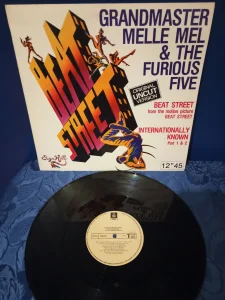 GRANDMASTER
MELLE MEL
& THE
FURIOUS
FIVE
BEAT
STREET
ORIGINAL
UNCUT
VERSION
BEAT STREET
from the motion picture
BEAT STREET
INTERNATIONALLY
KNOWN
Part 1 & 2
Sugar Hill
12"45